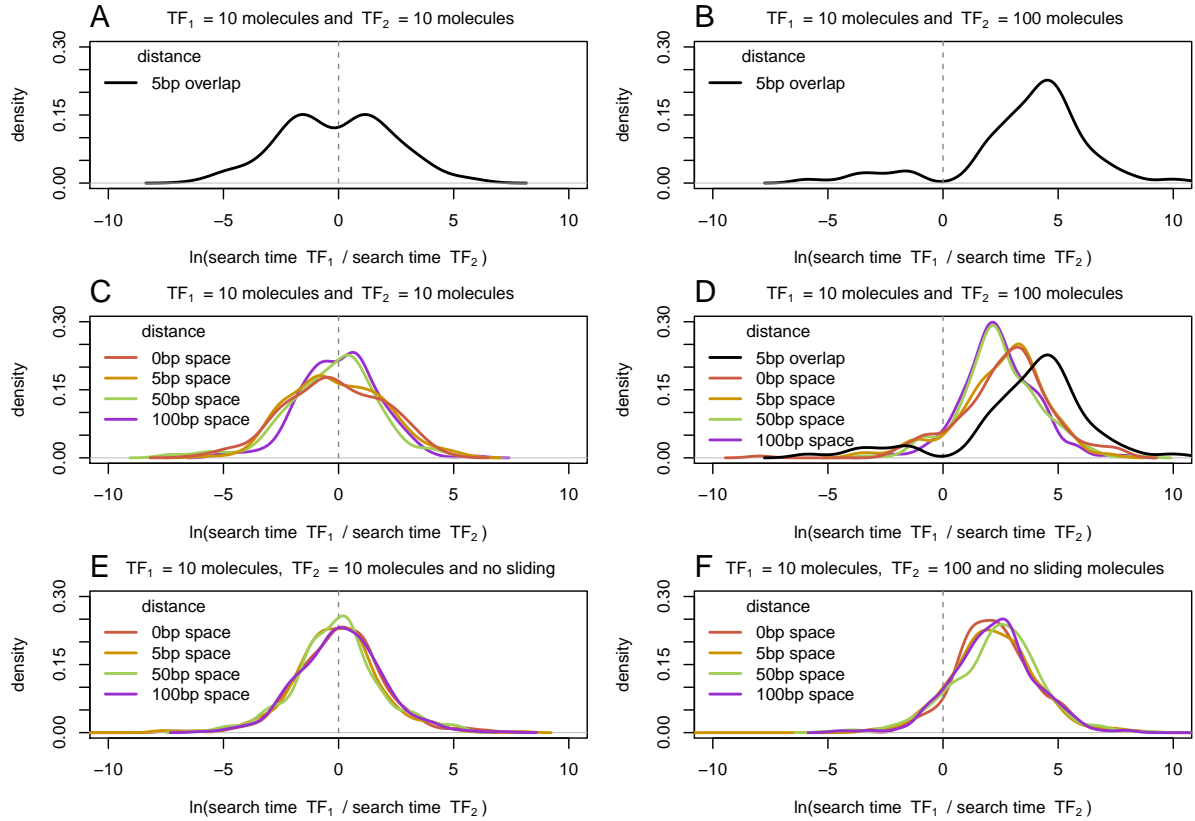 A TF1 = 10 molecules and TF2 = 10 molecules
density
0.00 0.15 0.30
distance
5bp overlap
−10 −5 0 5 10
ln(search time TF1 / search time TF2 )
B TF1 = 10 molecules and TF2 = 100 molecules
density
0.00 0.15 0.30
distance
5bp overlap
−10 −5 0 5 10
ln(search time TF1 / search time TF2 )
C TF1 = 10 molecules and TF2 = 10 molecules
density
0.00 0.15 0.30
distance
0bp space
5bp space
50bp space
100bp space
−10 −5 0 5 10
ln(search time TF1 / search time TF2 )
D TF1 = 10 molecules and TF2 = 100 molecules
density
0.00 0.15 0.30
distance
5bp overlap
0bp space
5bp space
50bp space
100bp space
−10 −5 0 5 10
ln(search time TF1 / search time TF2 )
E TF1 = 10 molecules, TF2 = 10 molecules and no sliding
density
0.00 0.15 0.30
distance
0bp space
5bp space
50bp space
100bp space
−10 −5 0 5 10
ln(search time TF1 / search time TF2 )
F TF1 = 10 molecules, TF2 = 100 and no sliding molecules
density
0.00 0.15 0.30
distance
0bp space
5bp space
50bp space
100bp space
−10 −5 0 5 10
ln(search time TF1 / search time TF2 )